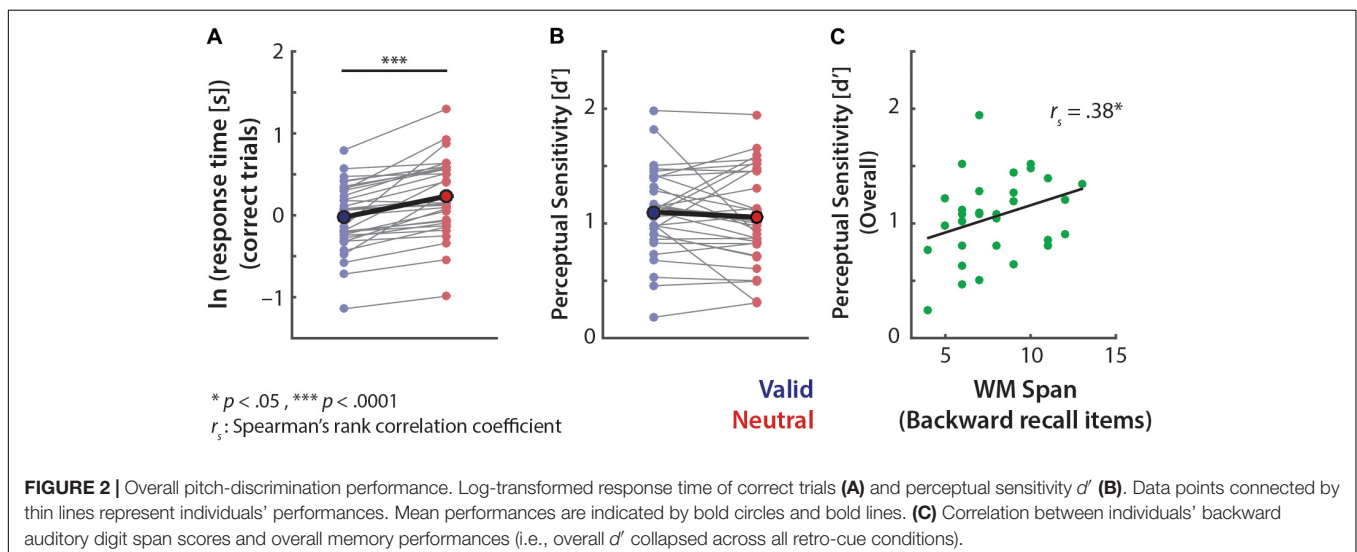 A
B
C
ln (response time [s])
(correct trials)
2
1
0
−1
***
Perceptual Sensitivity [d′]
2
1
0
Perceptual Sensitivity [d′]
(Overall)
2
1
0
r_s = .38*
5 10 15
WM Span
(Backward recall items)
Valid
Neutral
* p < .05 , *** p < .0001
r_s : Spearman's rank correlation coefficient
FIGURE 2 | Overall pitch-discrimination performance. Log-transformed response time of correct trials (A) and perceptual sensitivity d′ (B). Data points connected by
thin lines represent individuals' performances. Mean performances are indicated by bold circles and bold lines. (C) Correlation between individuals' backward
auditory digit span scores and overall memory performances (i.e., overall d′ collapsed across all retro-cue conditions).